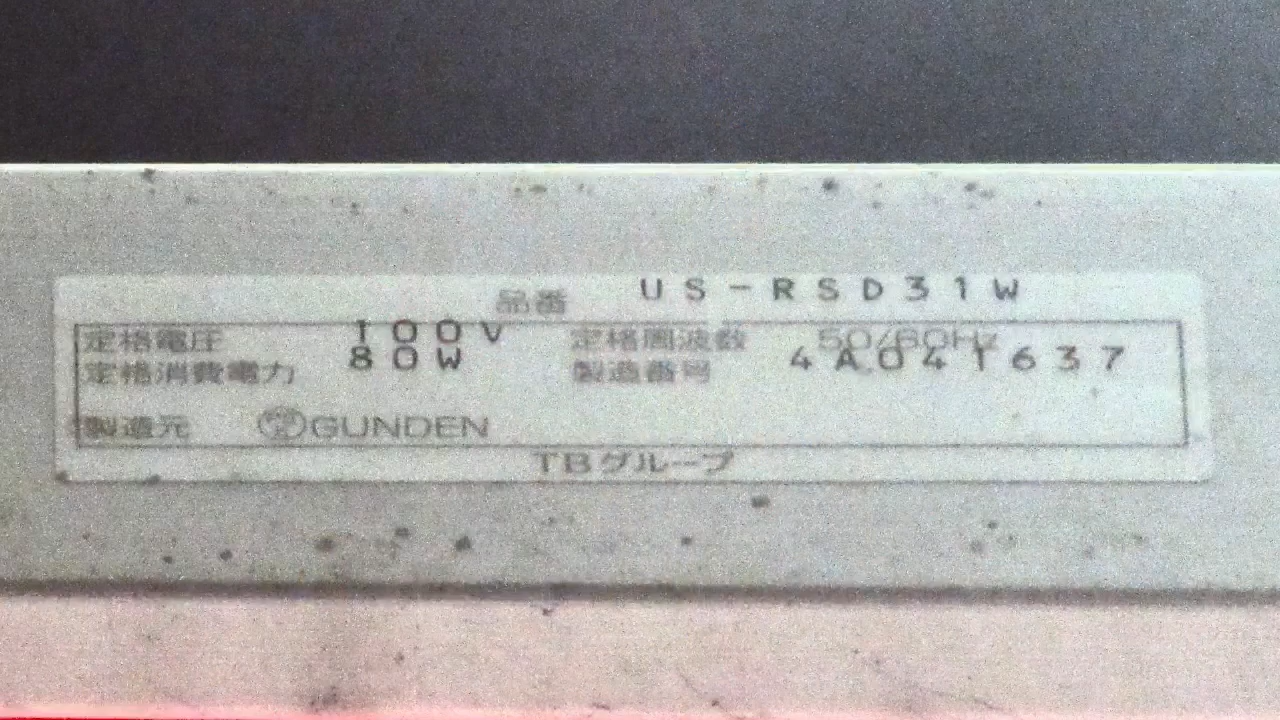 品番 US-RSD31W
定格電圧 100V 定格周波数 50/60Hz
定格消費電力 80W 製造番号 4A041637
製造元 GUNDEN
TBグループ